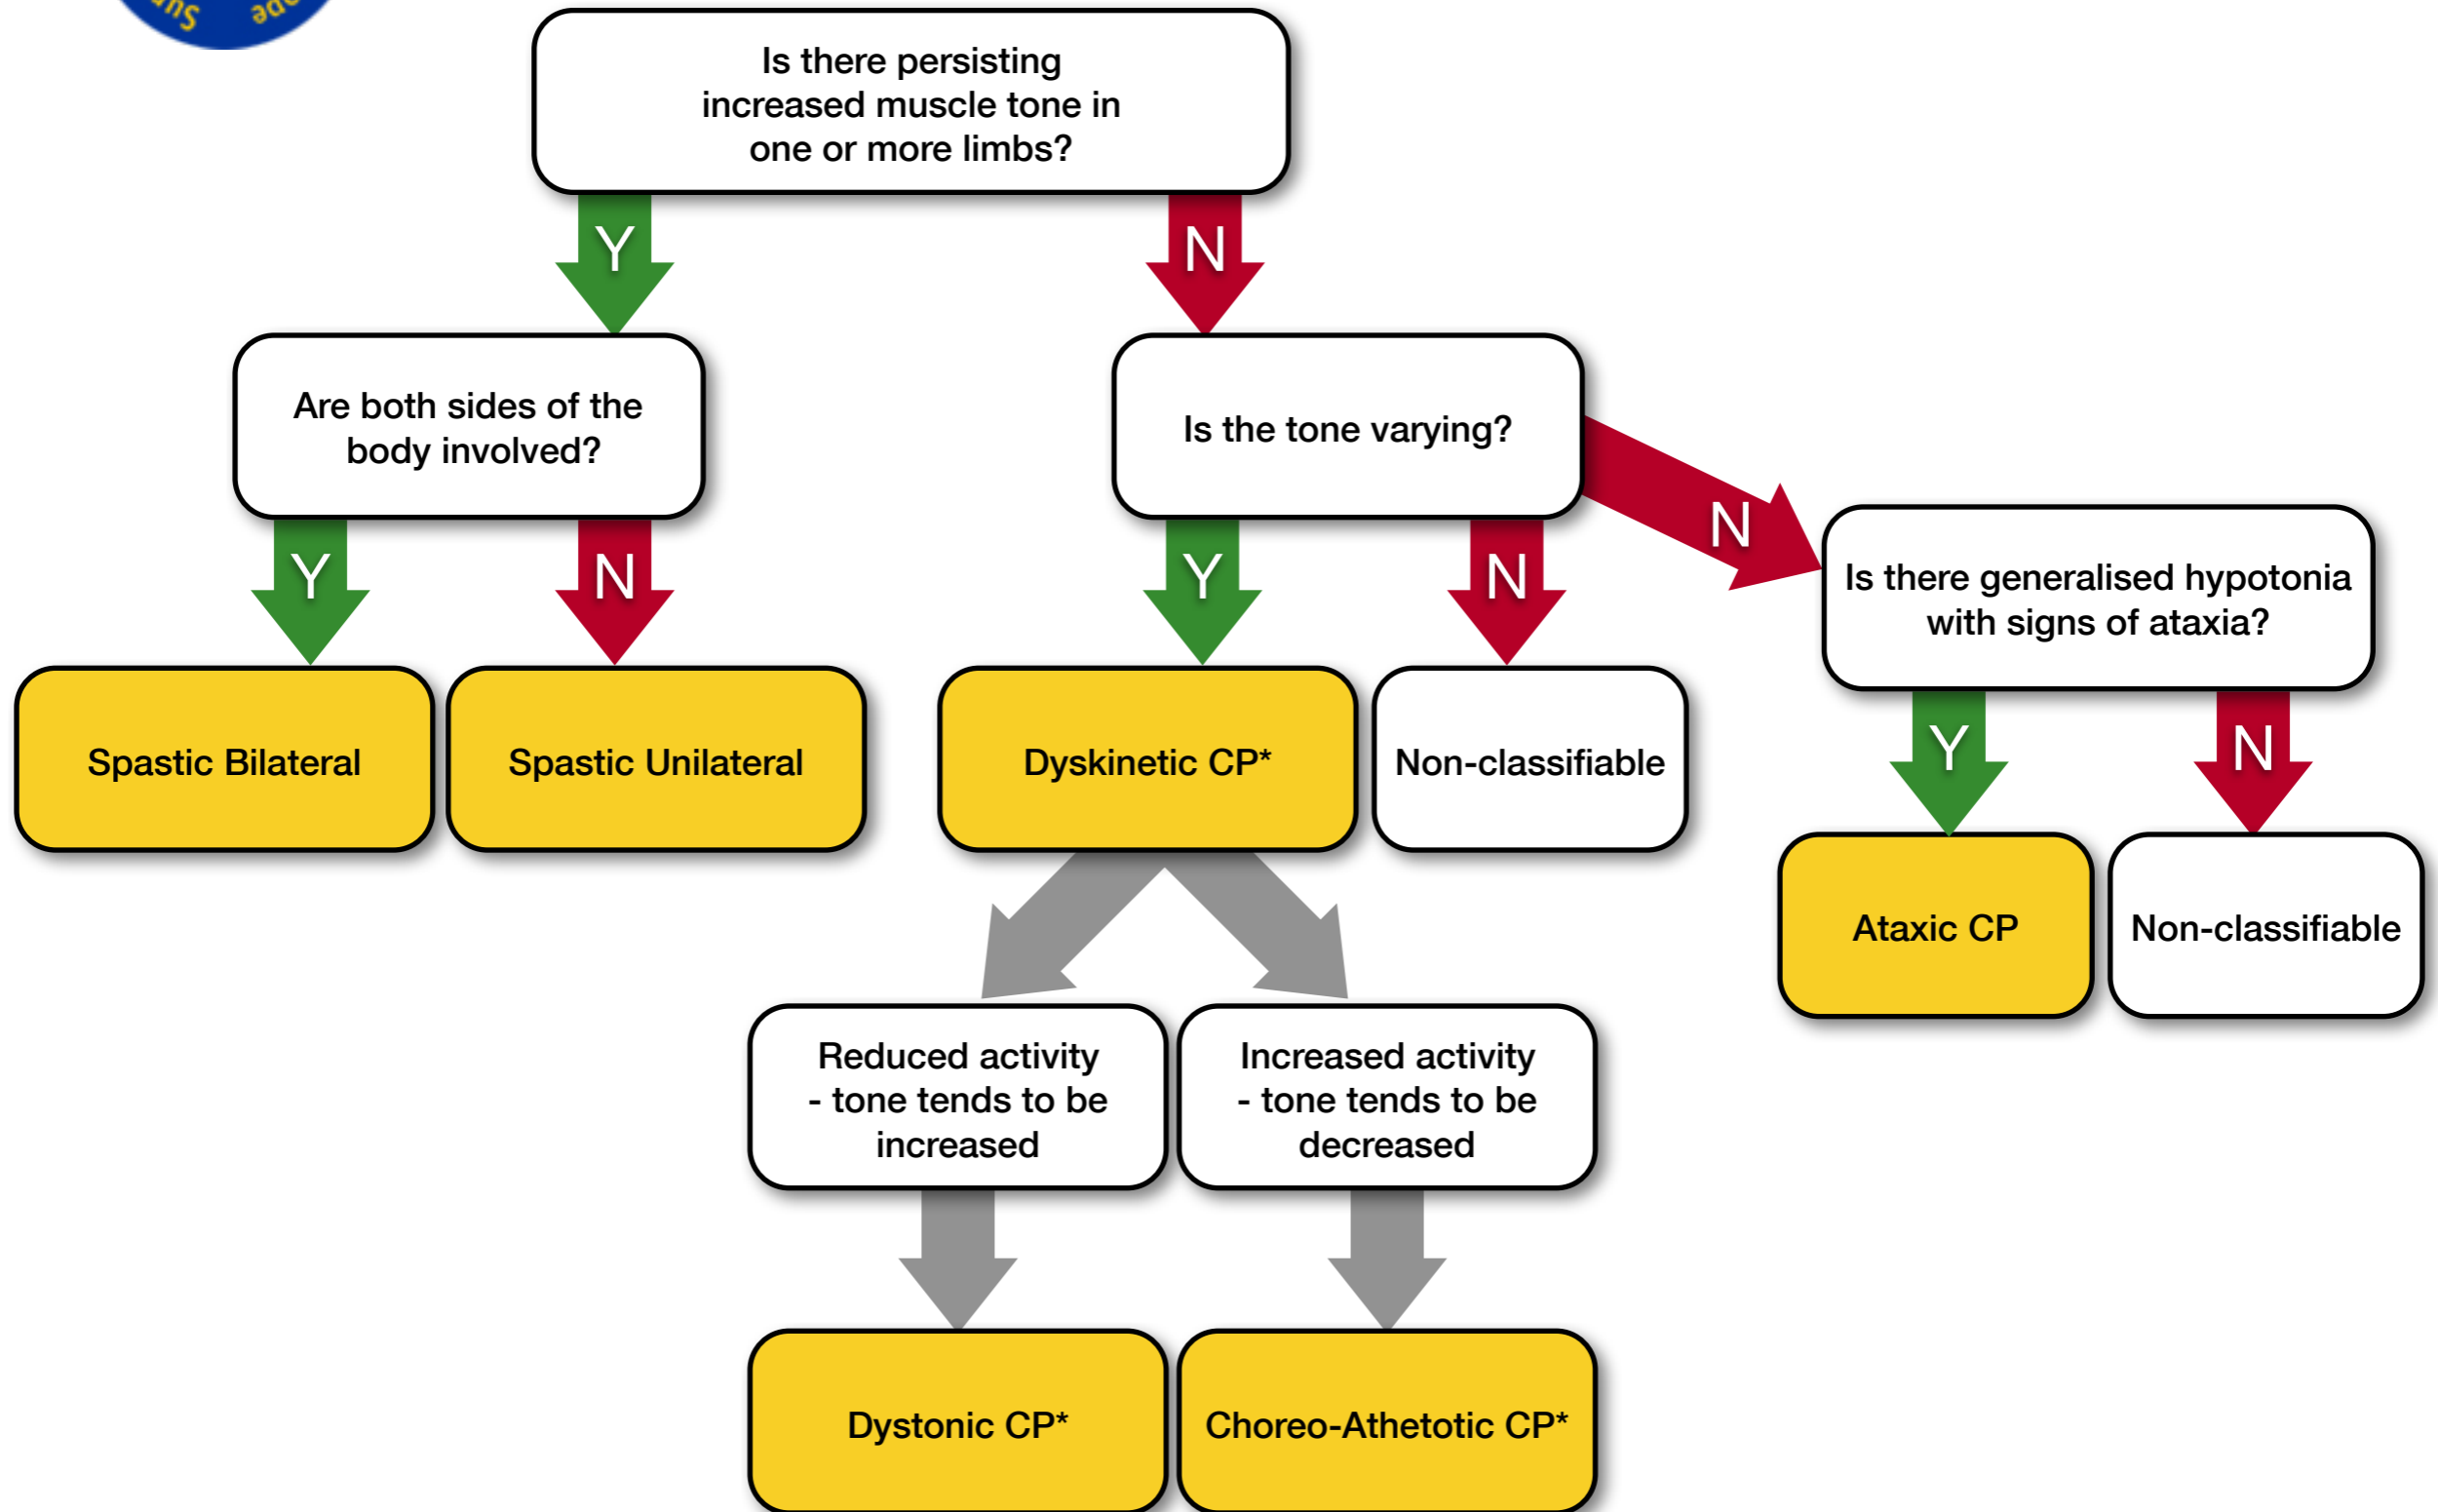 Is there persisting
increased muscle tone in
one or more limbs?
Y
N
Are both sides of the
body involved?
Is the tone varying?
N
Y
N
Y
N
Is there generalised hypotonia
with signs of ataxia?
Spastic Bilateral
Spastic Unilateral
Dyskinetic CP*
Non-classifiable
Y
N
Ataxic CP
Non-classifiable
Reduced activity
- tone tends to be
increased
Increased activity
- tone tends to be
decreased
Dystonic CP*
Choreo-Athetotic CP*